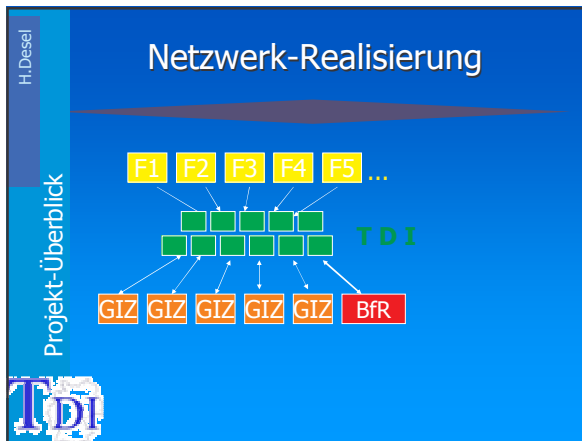 H.Desel
Netzwerk-Realisierung
Projekt-Überblick
F1 F2 F3 F4 F5 ...
T D I
GIZ GIZ GIZ GIZ GIZ BfR
TDI